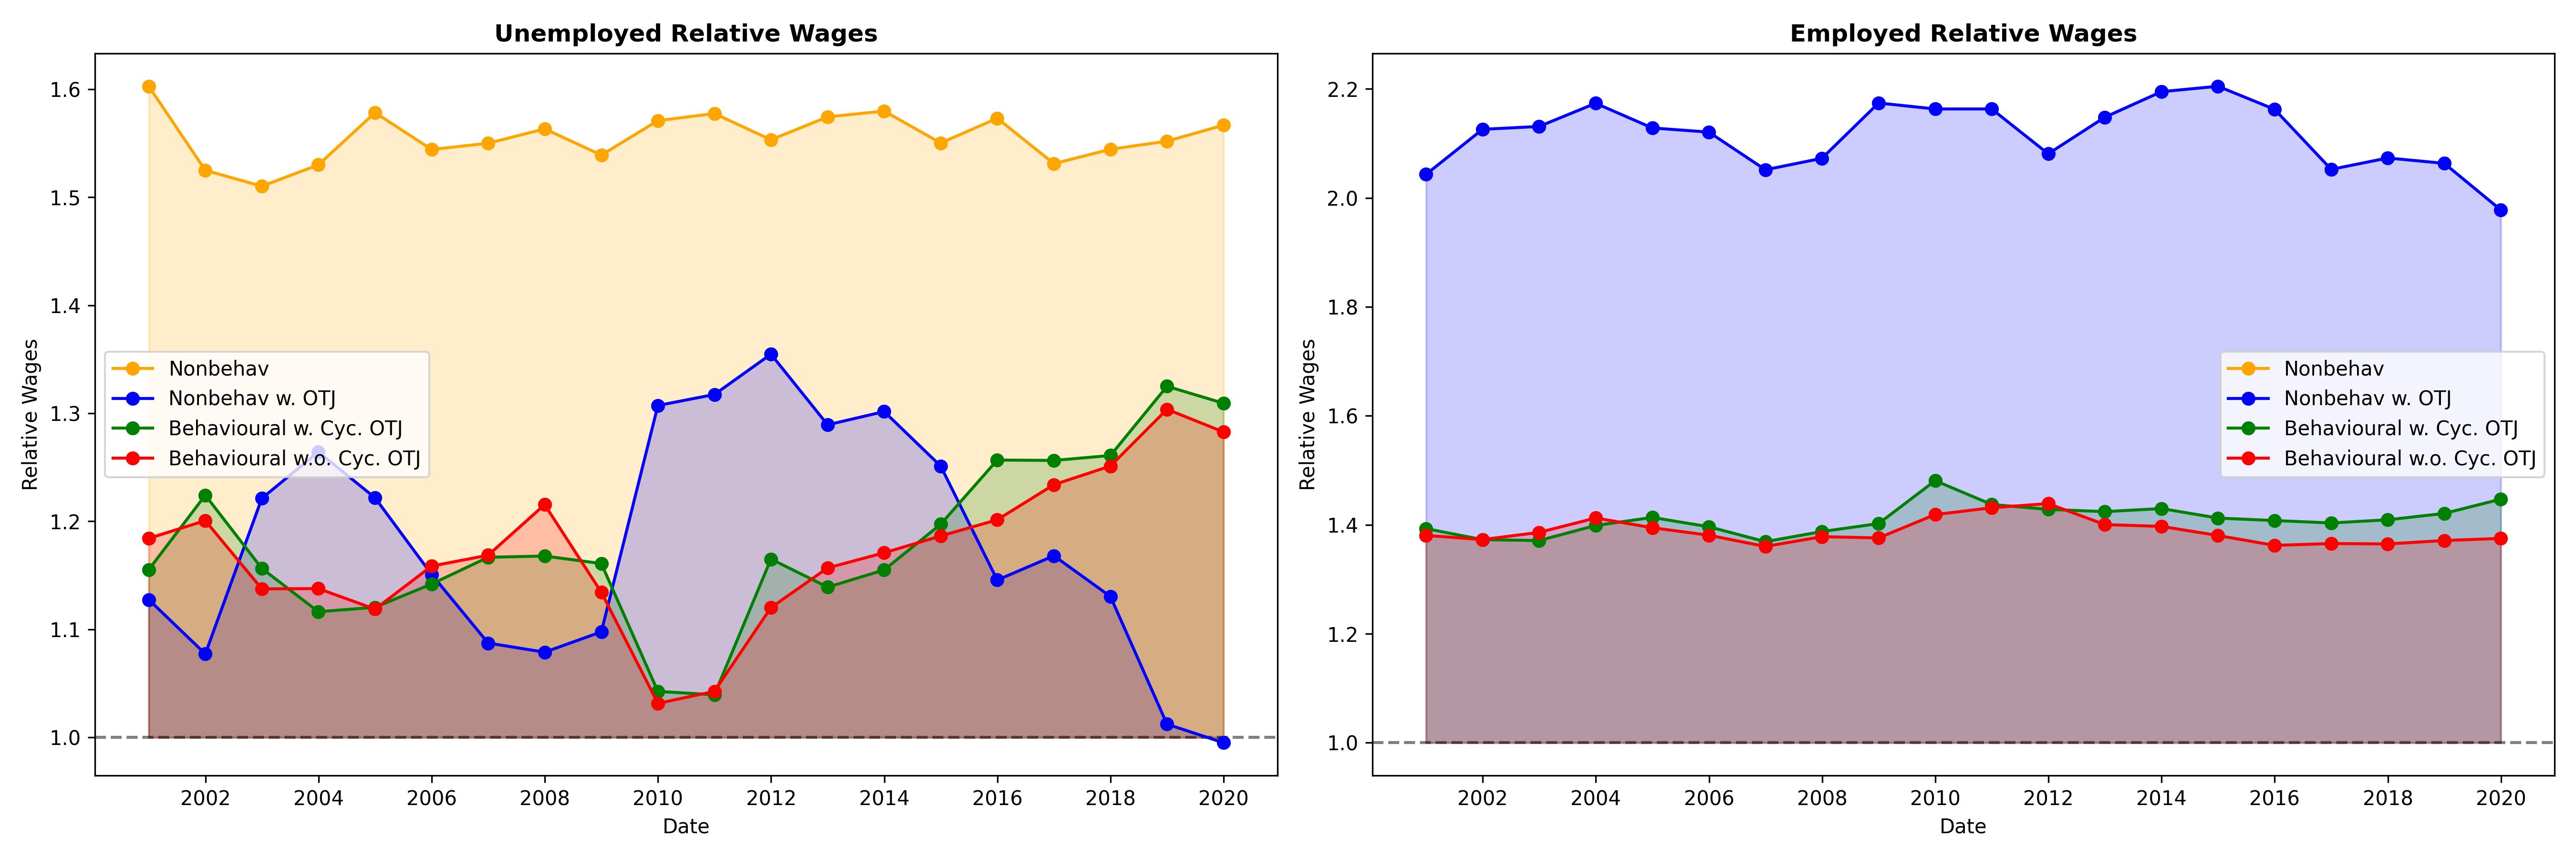 Unemployed Relative Wages
Relative Wages
1.6
1.5
1.4
1.3
1.2
1.1
1.0
Nonbehav
Nonbehav w. OTJ
Behavioural w. Cyc. OTJ
Behavioural w.o. Cyc. OTJ
2002 2004 2006 2008 2010 2012 2014 2016 2018 2020
Date
Employed Relative Wages
Relative Wages
2.2
2.0
1.8
1.6
1.4
1.2
1.0
Nonbehav
Nonbehav w. OTJ
Behavioural w. Cyc. OTJ
Behavioural w.o. Cyc. OTJ
2002 2004 2006 2008 2010 2012 2014 2016 2018 2020
Date